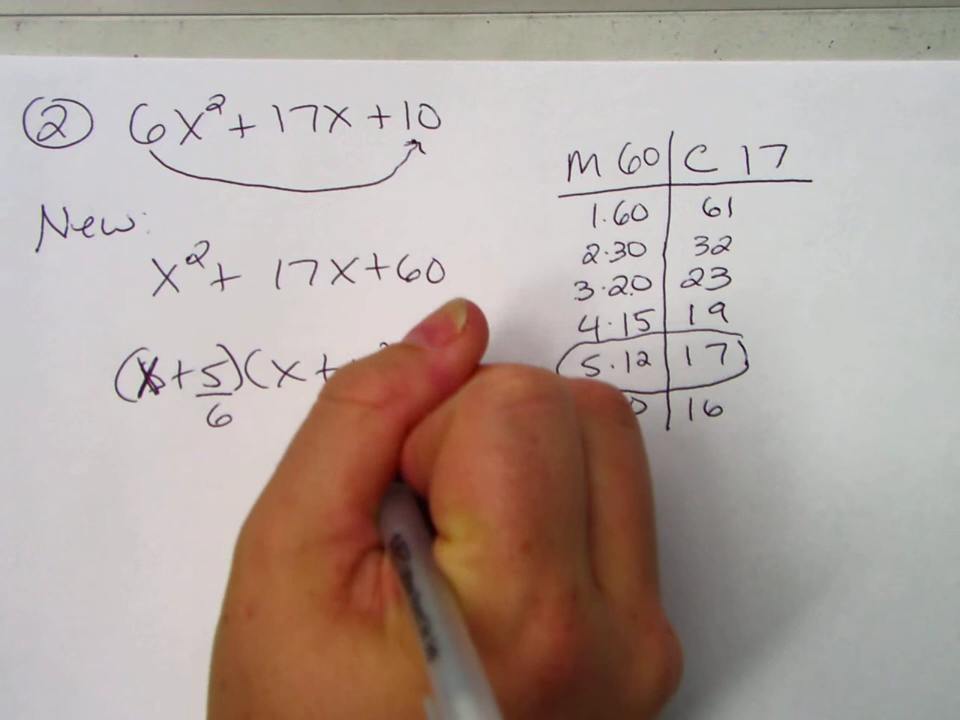 ② 6x² + 17x + 10
New:
x² + 17x + 60
(x + 5/6)(x +
M 60 | C 17
1·60 | 61
2·30 | 32
3·20 | 23
4·15 | 19
5·12 | 17
0 | 16